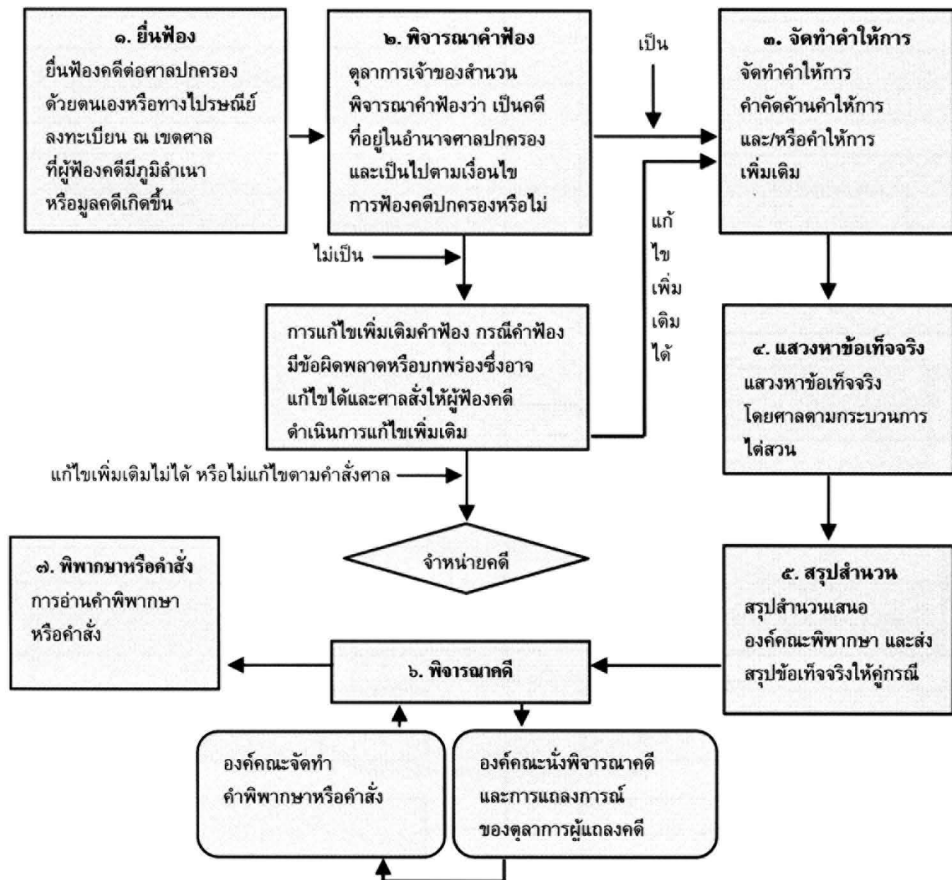 ๑. ยื่นฟ้อง
ยื่นฟ้องคดีต่อศาลปกครอง
ด้วยตนเองหรือทางไปรษณีย์
ลงทะเบียน ณ เขตศาล
ที่ผู้ฟ้องคดีมีภูมิลำเนา
หรือมูลคดีเกิดขึ้น
๒. พิจารณาคำฟ้อง
ตุลาการเจ้าของสำนวน
พิจารณาคำฟ้องว่า เป็นคดี
ที่อยู่ในอำนาจศาลปกครอง
และเป็นไปตามเงื่อนไข
การฟ้องคดีปกครองหรือไม่
เป็น
๓. จัดทำคำให้การ
จัดทำคำให้การ
คำคัดค้านคำให้การ
และ/หรือคำให้การ
เพิ่มเติม
ไม่เป็น
แก้
ไข
เพิ่ม
เติม
ได้
การแก้ไขเพิ่มเติมคำฟ้อง กรณีคำฟ้อง
มีข้อผิดพลาดหรือบกพร่องซึ่งอาจ
แก้ไขได้และศาลสั่งให้ผู้ฟ้องคดี
ดำเนินการแก้ไขเพิ่มเติม
๔. แสวงหาข้อเท็จจริง
แสวงหาข้อเท็จจริง
โดยศาลตามกระบวนการ
ไต่สวน
แก้ไขเพิ่มเติมไม่ได้ หรือไม่แก้ไขตามคำสั่งศาล
จำหน่ายคดี
๕. สรุปสำนวน
สรุปสำนวนเสนอ
องค์คณะพิพากษา และส่ง
สรุปข้อเท็จจริงให้คู่กรณี
๖. พิจารณาคดี
๗. พิพากษาหรือคำสั่ง
การอ่านคำพิพากษา
หรือคำสั่ง
องค์คณะจัดทำ
คำพิพากษาหรือคำสั่ง
องค์คณะนั่งพิจารณาคดี
และการแถลงการณ์
ของตุลาการผู้แถลงคดี